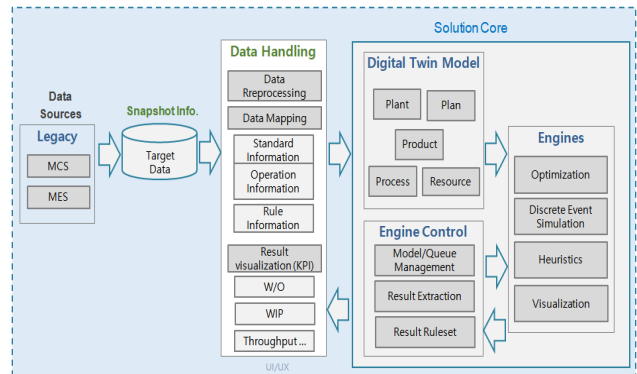 Solution Core
Data Handling
Digital Twin Model
Data
Rreprocessing
Data
Sources
Snapshot Info.
Plant
Plan
Data Mapping
Legacy
Engines
Target
Data
Standard
Information
Product
MCS
Optimization
Operation
Information
Process
Resource
MES
Rule
Information
Discrete Event
Simulation
Engine Control
Result
visualization (KPI)
Model/Queue
Management
Heuristics
W/O
Result Extraction
WIP
Visualization
Throughput ...
Result Ruleset
UI/UX